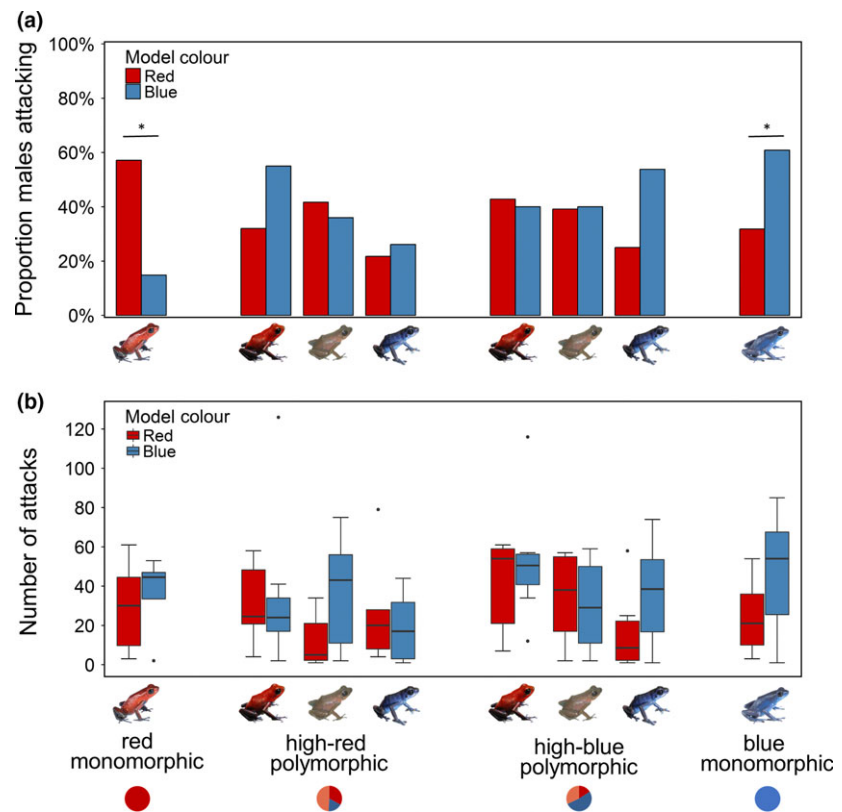 (a)
100%
80%
60%
40%
20%
0%
Proportion males attacking
Model colour
Red
Blue
*
*
(b)
120
100
80
60
40
20
0
Number of attacks
Model colour
Red
Blue
red
monomorphic
high-red
polymorphic
high-blue
polymorphic
blue
monomorphic